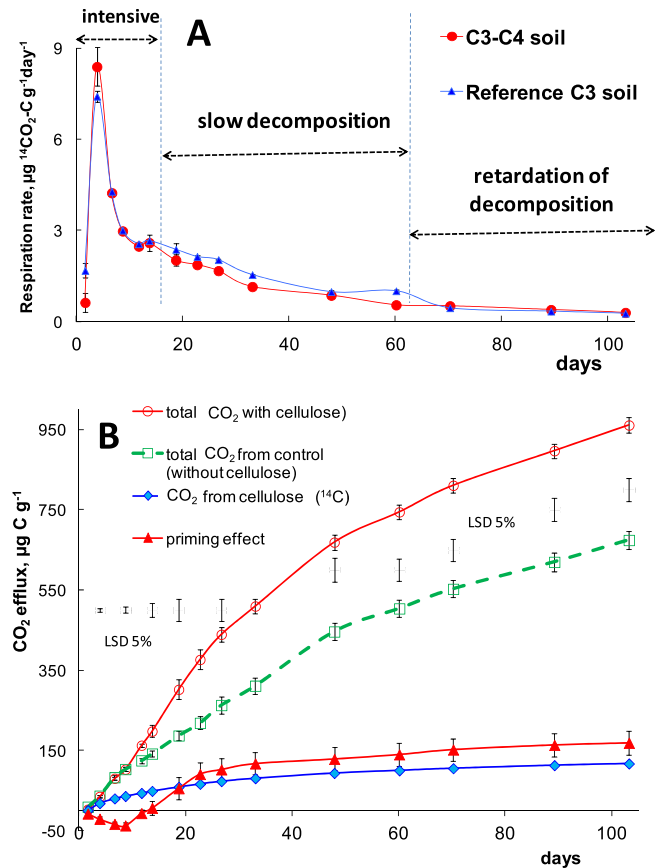 intensive
A
C3-C4 soil
Reference C3 soil
slow decomposition
retardation of
decomposition
Respiration rate, µg ¹⁴CO₂-C g⁻¹day⁻¹
9
6
3
0
0 20 40 60 80 100
days
B
total CO₂ with cellulose)
total CO₂ from control
(without cellulose)
CO₂ from cellulose (¹⁴C)
priming effect
LSD 5%
LSD 5%
CO₂ efflux, µg C g⁻¹
950
750
550
350
150
-50
0 20 40 60 80 100
days